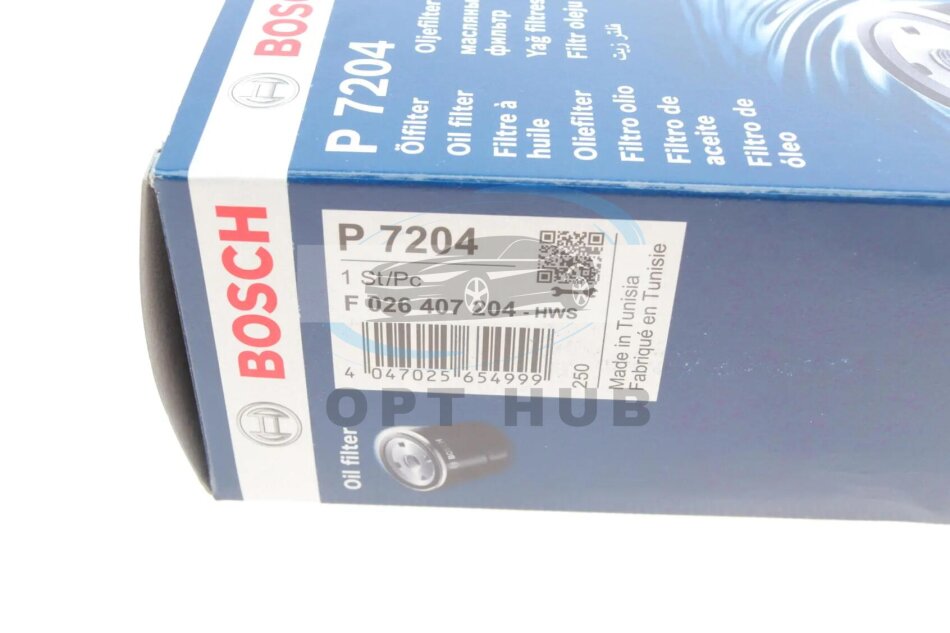 BOSCH
P 7204
Ölfilter
Oil filter
Filtre à
huile
Oliefilter
Filtro olio
Filtro de
aceite
Filtro de
óleo
Oljefilter
масляный
фильтр
Yağ filtresi
Filtr oleju
فلتر زيت
BOSCH
P 7204
1 St/Pc
F 026 407 204 - HWS
4 047025 654999
250
Made in Tunisia
Fabriqué en Tunisie
Oil filter
OPT HUB